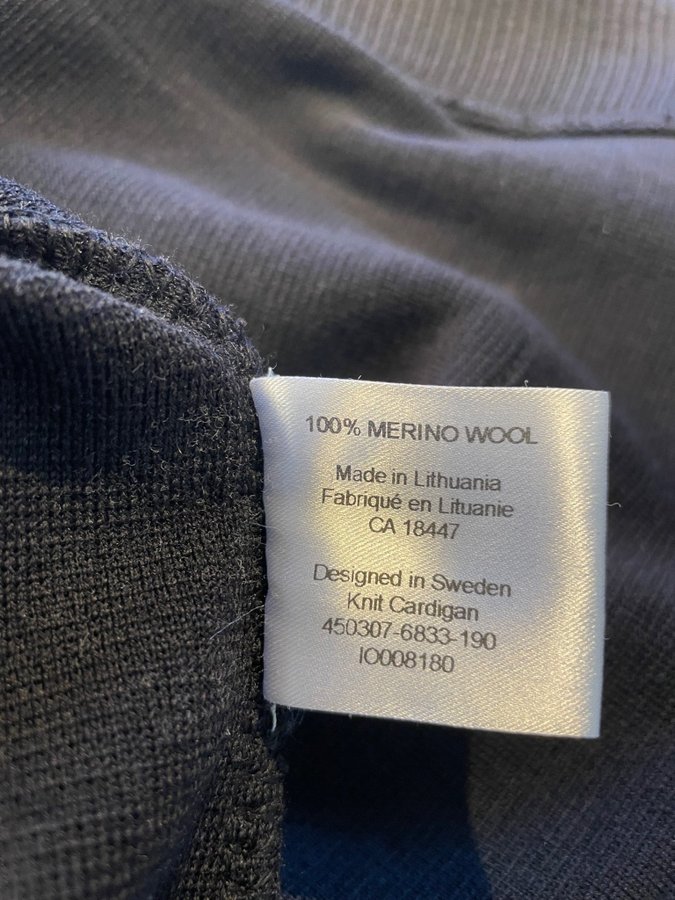 100% MERINO WOOL
Made in Lithuania
Fabriqué en Lituanie
CA 18447
Designed in Sweden
Knit Cardigan
450307-6833-190
IO008180